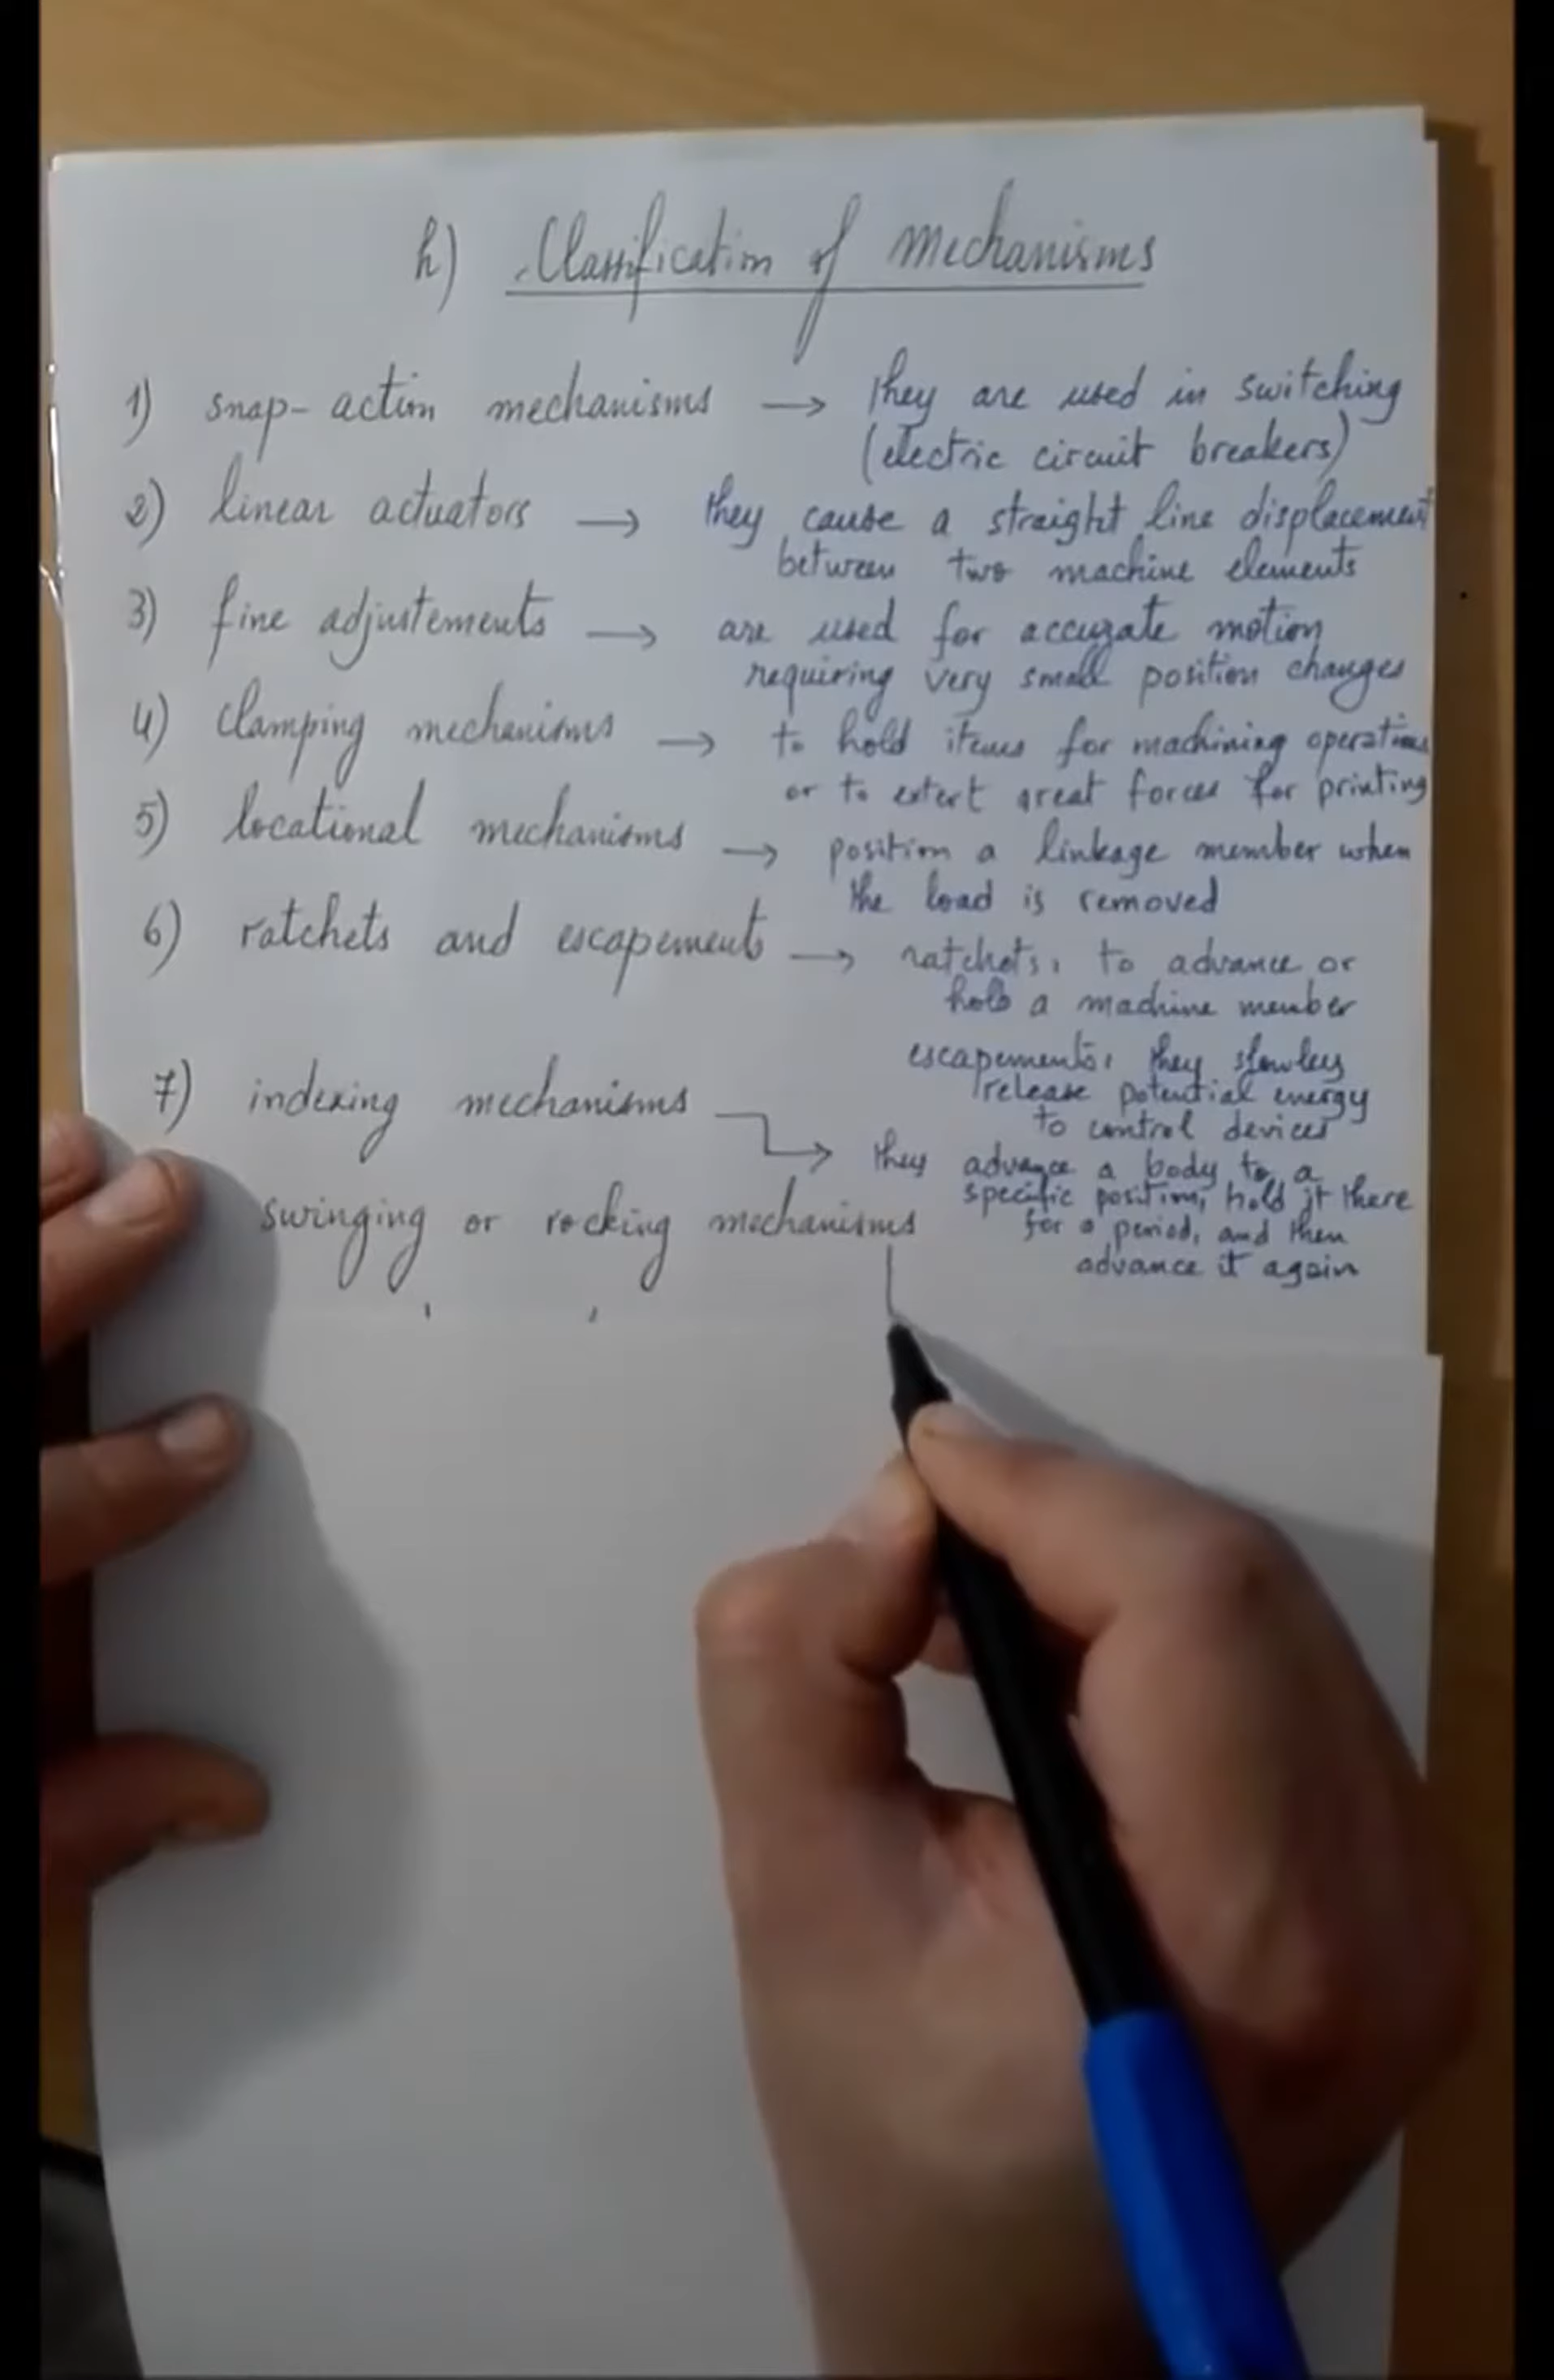 h) Classification of mechanisms
1) snap-action mechanisms → they are used in switching
(electric circuit breakers)
2) linear actuators → they cause a straight line displacement
between two machine elements
3) fine adjustements → are used for accurate motion
requiring very small position changes
4) clamping mechanisms → to hold items for machining operations
or to extert great forces for printing
5) locational mechanisms → position a linkage member when
the load is removed
6) ratchets and escapements → ratchets: to advance or
hold a machine member
escapements: they slowley
release potential energy
to control devices
7) indexing mechanisms → they advance a body to a
specific position, hold it there
for a period, and then
advance it again
swinging or rocking mechanisms